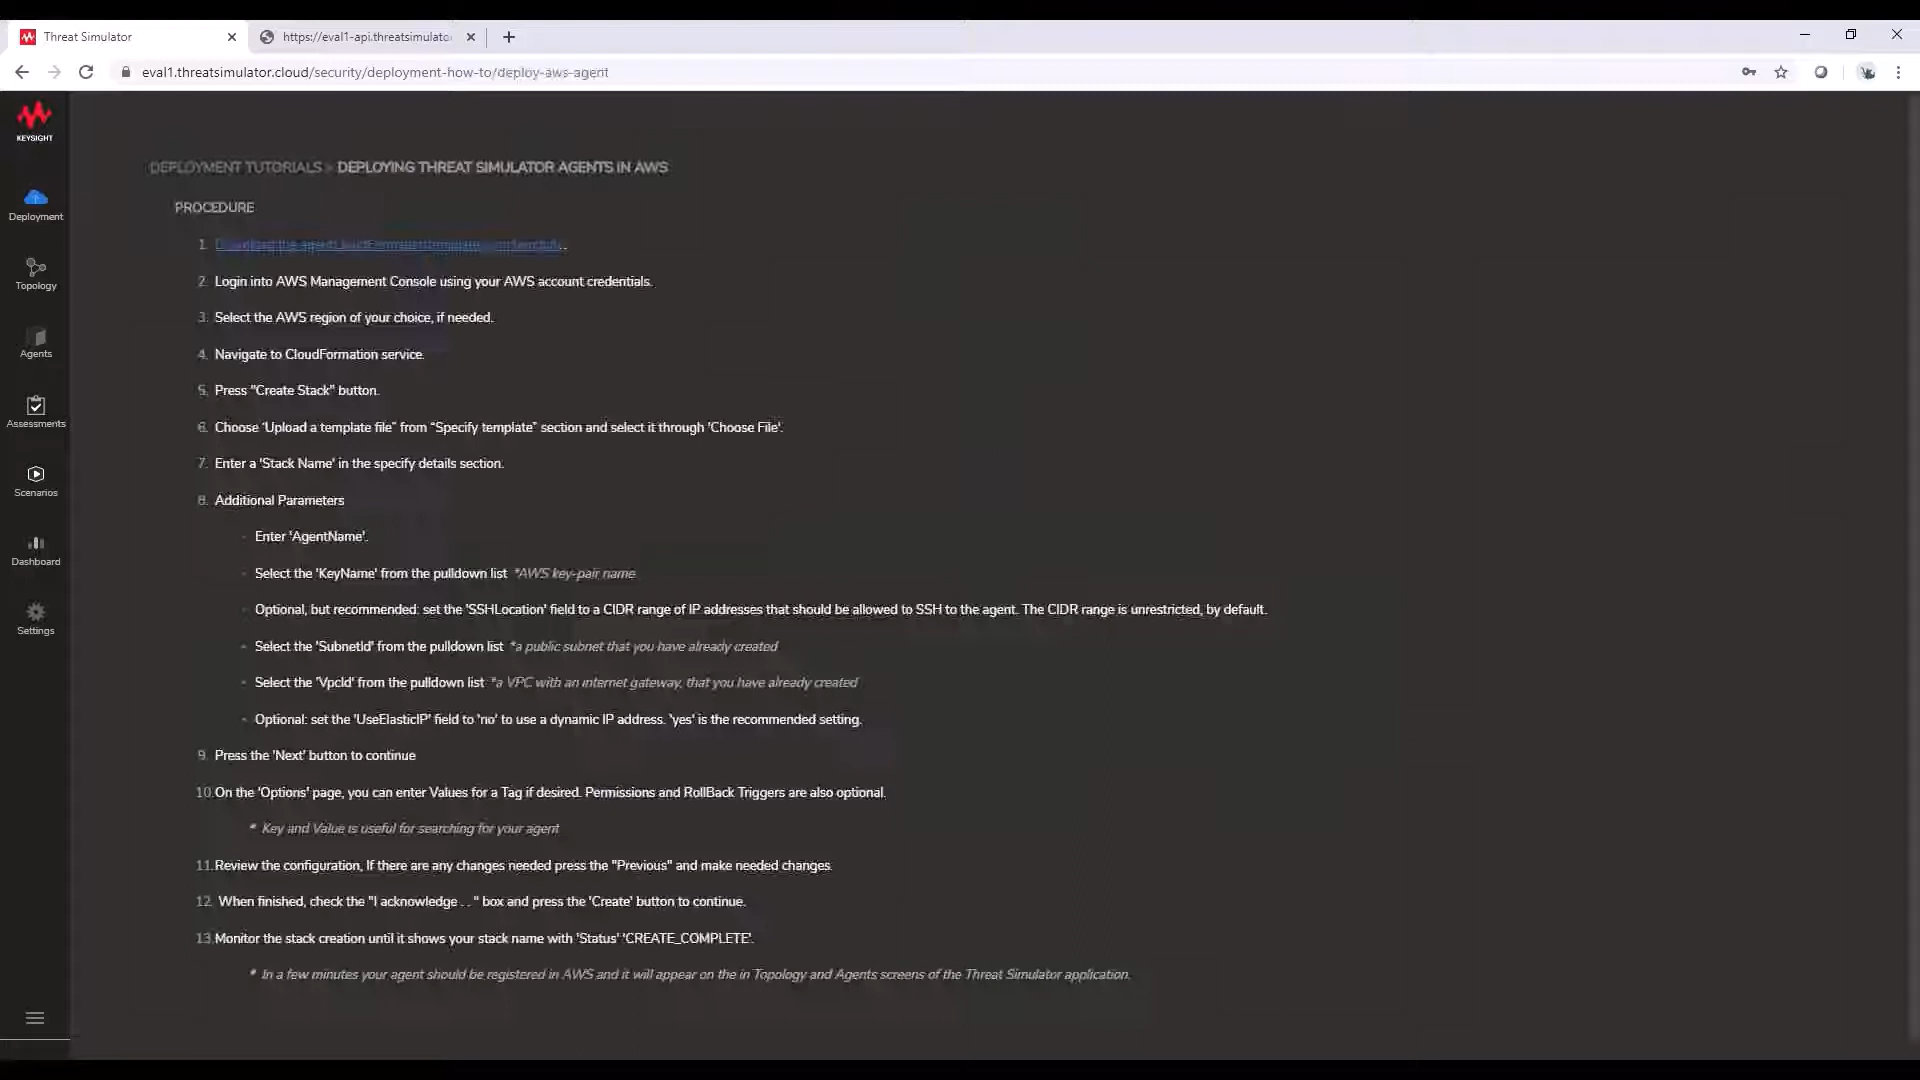 Threat Simulator
https://eval1-api.threatsimulato
eval1.threatsimulator.cloud/security/deployment-how-to/deploy-aws-agent
KEYSIGHT
Deployment
Topology
Agents
Assessments
Scenarios
Dashboard
Settings
DEPLOYMENT TUTORIALS > DEPLOYING THREAT SIMULATOR AGENTS IN AWS
PROCEDURE
1. Download the agent
2. Login into AWS Management Console using your AWS account credentials.
3. Select the AWS region of your choice, if needed.
4. Navigate to CloudFormation service.
5. Press "Create Stack" button.
6. Choose 'Upload a template file" from "Specify template" section and select it through 'Choose File'.
7. Enter a 'Stack Name' in the specify details section.
8. Additional Parameters
- Enter 'AgentName'.
- Select the 'KeyName' from the pulldown list *AWS key-pair name
- Optional, but recommended: set the 'SSHLocation' field to a CIDR range of IP addresses that should be allowed to SSH to the agent. The CIDR range is unrestricted, by default.
- Select the 'SubnetId' from the pulldown list *a public subnet that you have already created
- Select the 'VpcId' from the pulldown list *a VPC with an internet gateway, that you have already created
- Optional: set the 'UseElasticIP' field to 'no' to use a dynamic IP address. 'yes' is the recommended setting.
9. Press the 'Next' button to continue
10. On the 'Options' page, you can enter Values for a Tag if desired. Permissions and RollBack Triggers are also optional.
* Key and Value is useful for searching for your agent
11. Review the configuration, If there are any changes needed press the "Previous" and make needed changes.
12. When finished, check the "I acknowledge . . " box and press the 'Create' button to continue.
13. Monitor the stack creation until it shows your stack name with 'Status' 'CREATE_COMPLETE'.
* In a few minutes your agent should be registered in AWS and it will appear on the in Topology and Agents screens of the Threat Simulator application.